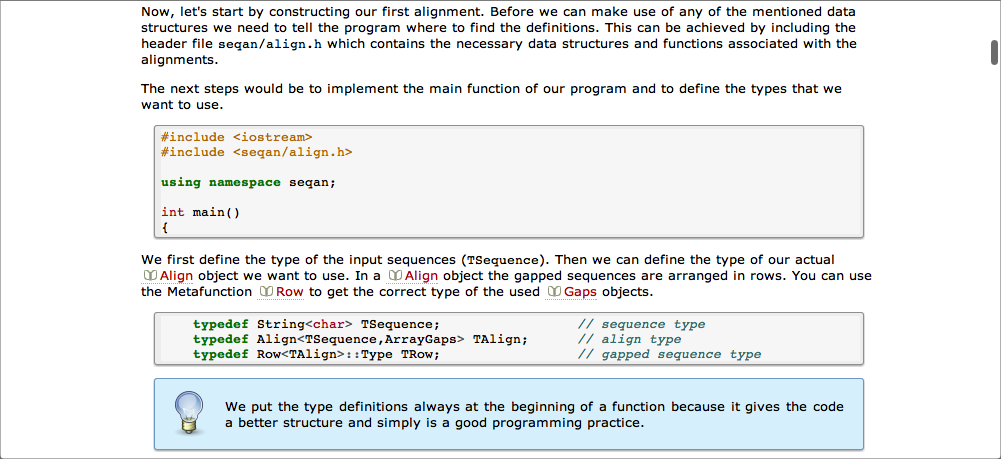 Now, let's start by constructing our first alignment. Before we can make use of any of the mentioned data
structures we need to tell the program where to find the definitions. This can be achieved by including the
header file seqan/align.h which contains the necessary data structures and functions associated with the
alignments.
The next steps would be to implement the main function of our program and to define the types that we
want to use.
#include <iostream>
#include <seqan/align.h>
using namespace seqan;
int main()
{
We first define the type of the input sequences (TSequence). Then we can define the type of our actual
Align object we want to use. In a Align object the gapped sequences are arranged in rows. You can use
the Metafunction Row to get the correct type of the used Gaps objects.
typedef String<char> TSequence; // sequence type
typedef Align<TSequence,ArrayGaps> TAlign; // align type
typedef Row<TAlign>::Type TRow; // gapped sequence type
We put the type definitions always at the beginning of a function because it gives the code
a better structure and simply is a good programming practice.